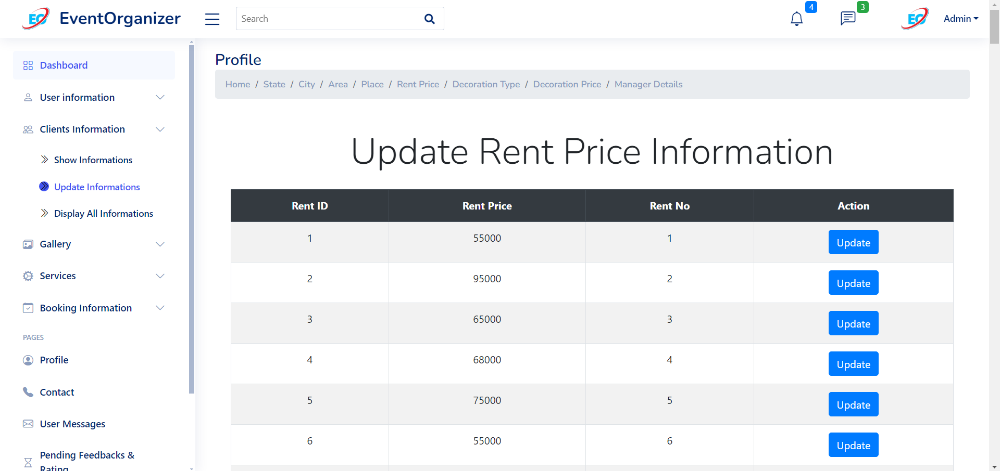 EO EventOrganizer
Search
4
3
EO
Admin
Dashboard
User information
Clients Information
Show Informations
Update Informations
Display All Informations
Gallery
Services
Booking Information
PAGES
Profile
Contact
User Messages
Pending Feedbacks &
Rating
Profile
Home / State / City / Area / Place / Rent Price / Decoration Type / Decoration Price / Manager Details
Update Rent Price Information
Rent ID Rent Price Rent No Action
1 55000 1 Update
2 95000 2 Update
3 65000 3 Update
4 68000 4 Update
5 75000 5 Update
6 55000 6 Update